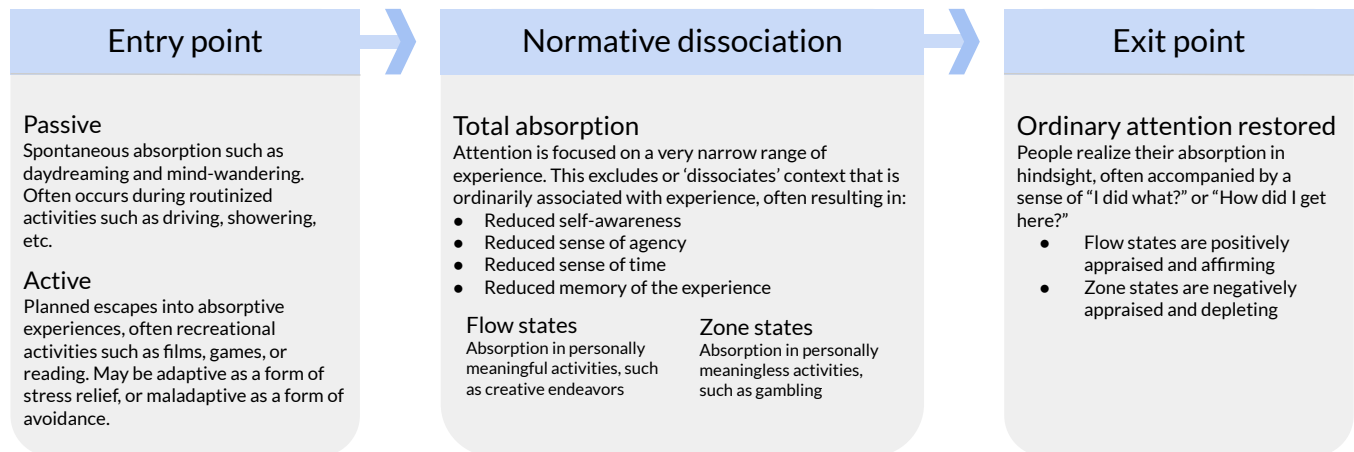 Entry point
Normative dissociation
Exit point
Passive
Spontaneous absorption such as
daydreaming and mind-wandering.
Often occurs during routinized
activities such as driving, showering,
etc.
Active
Planned escapes into absorptive
experiences, often recreational
activities such as films, games, or
reading. May be adaptive as a form of
stress relief, or maladaptive as a form of
avoidance.
Total absorption
Attention is focused on a very narrow range of
experience. This excludes or ‘dissociates’ context that is
ordinarily associated with experience, often resulting in:
● Reduced self-awareness
● Reduced sense of agency
● Reduced sense of time
● Reduced memory of the experience
Flow states
Absorption in personally
meaningful activities, such
as creative endeavors
Zone states
Absorption in personally
meaningless activities,
such as gambling
Ordinary attention restored
People realize their absorption in
hindsight, often accompanied by a
sense of “I did what?” or “How did I get
here?”
● Flow states are positively
appraised and affirming
● Zone states are negatively
appraised and depleting